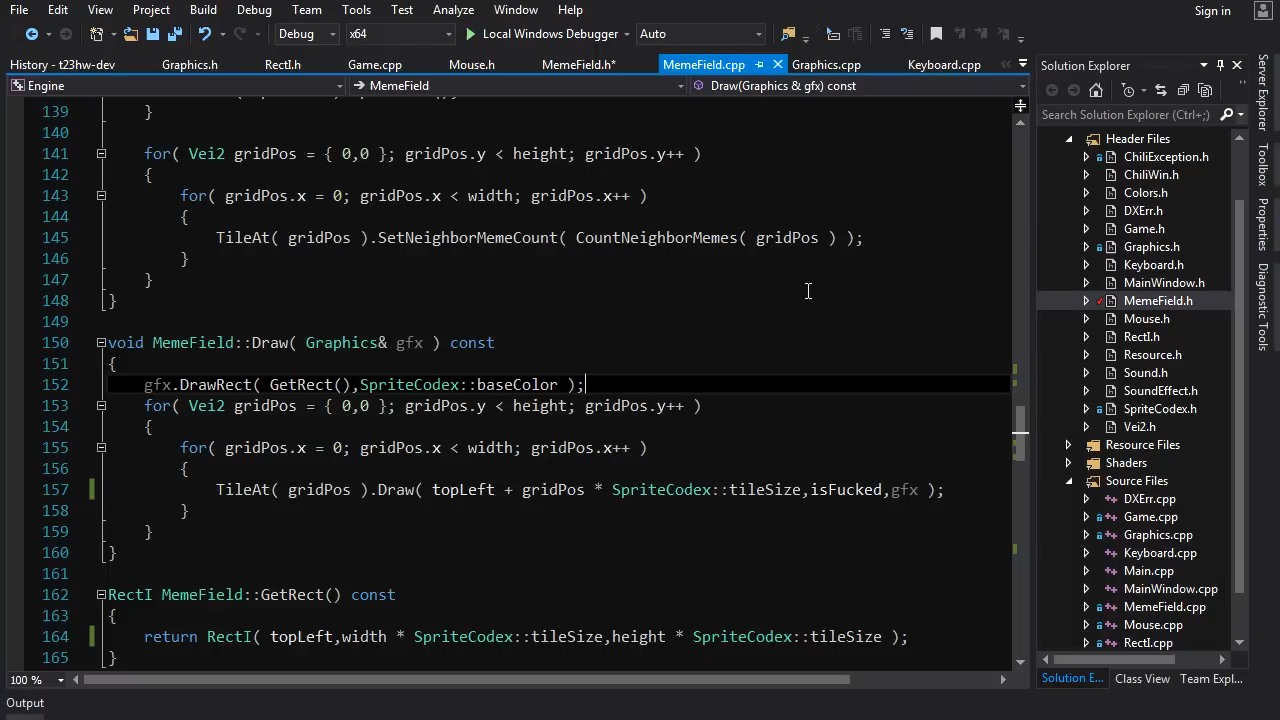 File Edit View Project Build Debug Team Tools Test Analyze Window Help Sign in
Debug x64 Local Windows Debugger Auto
History - t23hw-dev Graphics.h RectI.h Game.cpp Mouse.h MemeField.h* MemeField.cpp Graphics.cpp Keyboard.cpp
Engine MemeField Draw(Graphics & gfx) const
139 }
140
141 for( Vei2 gridPos = { 0,0 }; gridPos.y < height; gridPos.y++ )
142 {
143 for( gridPos.x = 0; gridPos.x < width; gridPos.x++ )
144 {
145 TileAt( gridPos ).SetNeighborMemeCount( CountNeighborMemes( gridPos ) );
146 }
147 }
148 }
149
150 void MemeField::Draw( Graphics& gfx ) const
151 {
152 gfx.DrawRect( GetRect(),SpriteCodex::baseColor );
153 for( Vei2 gridPos = { 0,0 }; gridPos.y < height; gridPos.y++ )
154 {
155 for( gridPos.x = 0; gridPos.x < width; gridPos.x++ )
156 {
157 TileAt( gridPos ).Draw( topLeft + gridPos * SpriteCodex::tileSize,isFucked,gfx );
158 }
159 }
160 }
161
162 RectI MemeField::GetRect() const
163 {
164 return RectI( topLeft,width * SpriteCodex::tileSize,height * SpriteCodex::tileSize );
165 }
100 %
Output
Solution Explorer
Search Solution Explorer (Ctrl+;)
Header Files
ChiliException.h
ChiliWin.h
Colors.h
DXErr.h
Game.h
Graphics.h
Keyboard.h
MainWindow.h
MemeField.h
Mouse.h
RectI.h
Resource.h
Sound.h
SoundEffect.h
SpriteCodex.h
Vei2.h
Resource Files
Shaders
Source Files
DXErr.cpp
Game.cpp
Graphics.cpp
Keyboard.cpp
Main.cpp
MainWindow.cpp
MemeField.cpp
Mouse.cpp
RectI.cpp
Solution E... Class View Team Expl...
Server Explorer
Toolbox
Properties
Diagnostic Tools